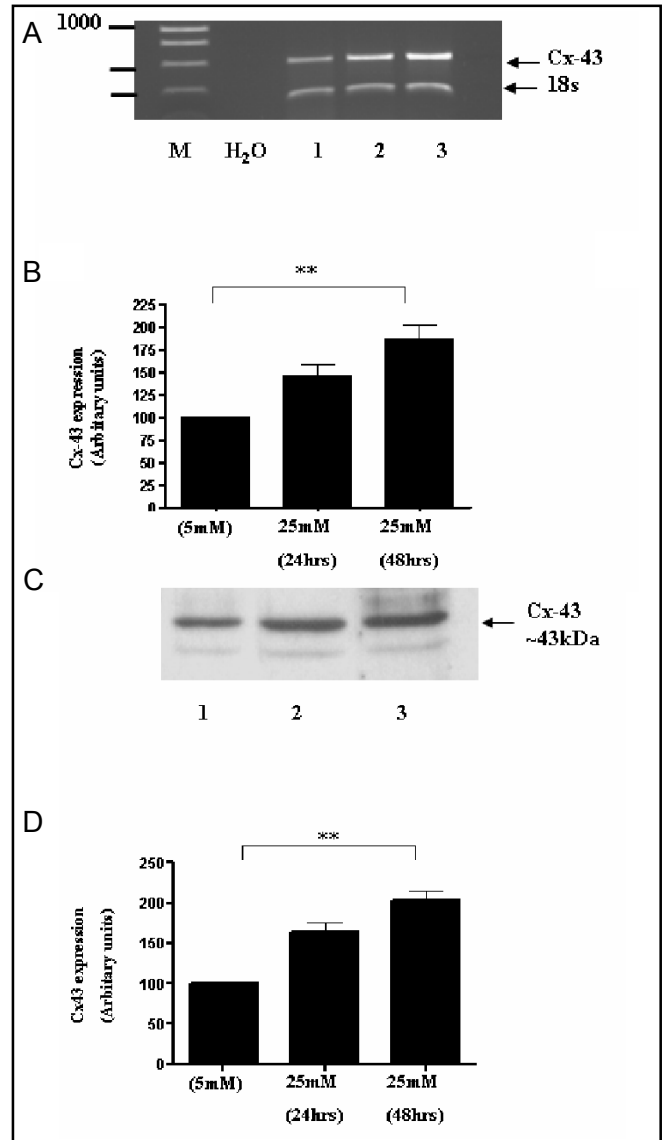 A
1000
Cx-43
18s
M H₂O 1 2 3
B
**
Cx-43 expression
(Arbitary units)
225
200
175
150
125
100
75
50
25
0
(5mM) 25mM 25mM
(24hrs) (48hrs)
C
Cx-43
~43kDa
1 2 3
D
**
Cx43 expression
(Arbitary units)
250
200
150
100
50
0
(5mM) 25mM 25mM
(24hrs) (48hrs)